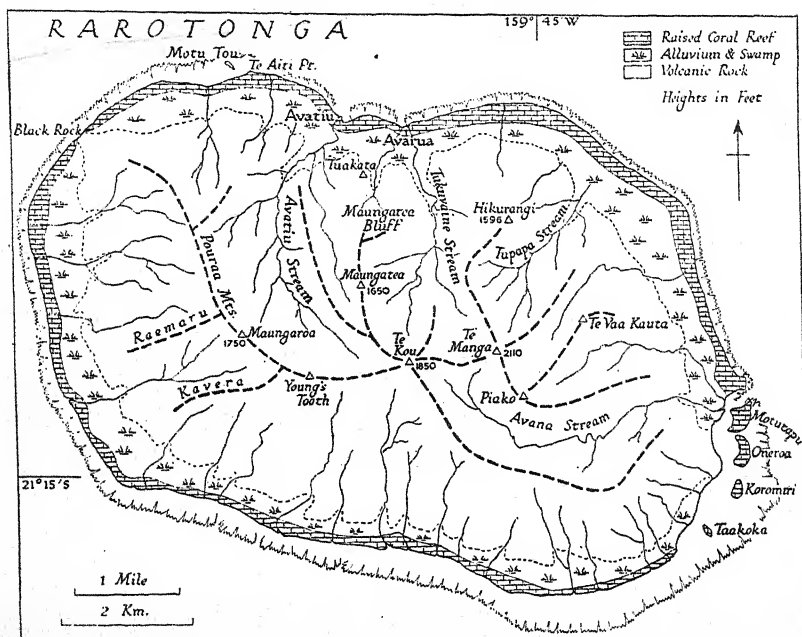 RAROTONGA
159° 45' W
Raised Coral Reef
Alluvium & Swamp
Volcanic Rock
Heights in Feet
Motu Tou
Te Aiti Pt.
Black Rock
Avatiu
Avarua
Tuakata
Maungarea
Bluff
Hikurangi
1596
Avatiu Stream
Tukuvaine Stream
Tupapa Stream
Pouraa Mts.
Maungatea
1650
Raemaru
Maungaroa
1750
Te
Kou
1850
Te
Manga
2110
Te Vaa Kauta
Kavera
Young's
Tooth
Piako
Avana Stream
Motutapu
Oneroa
Koromiri
Taakoka
21° 15' S
1 Mile
2 Km.